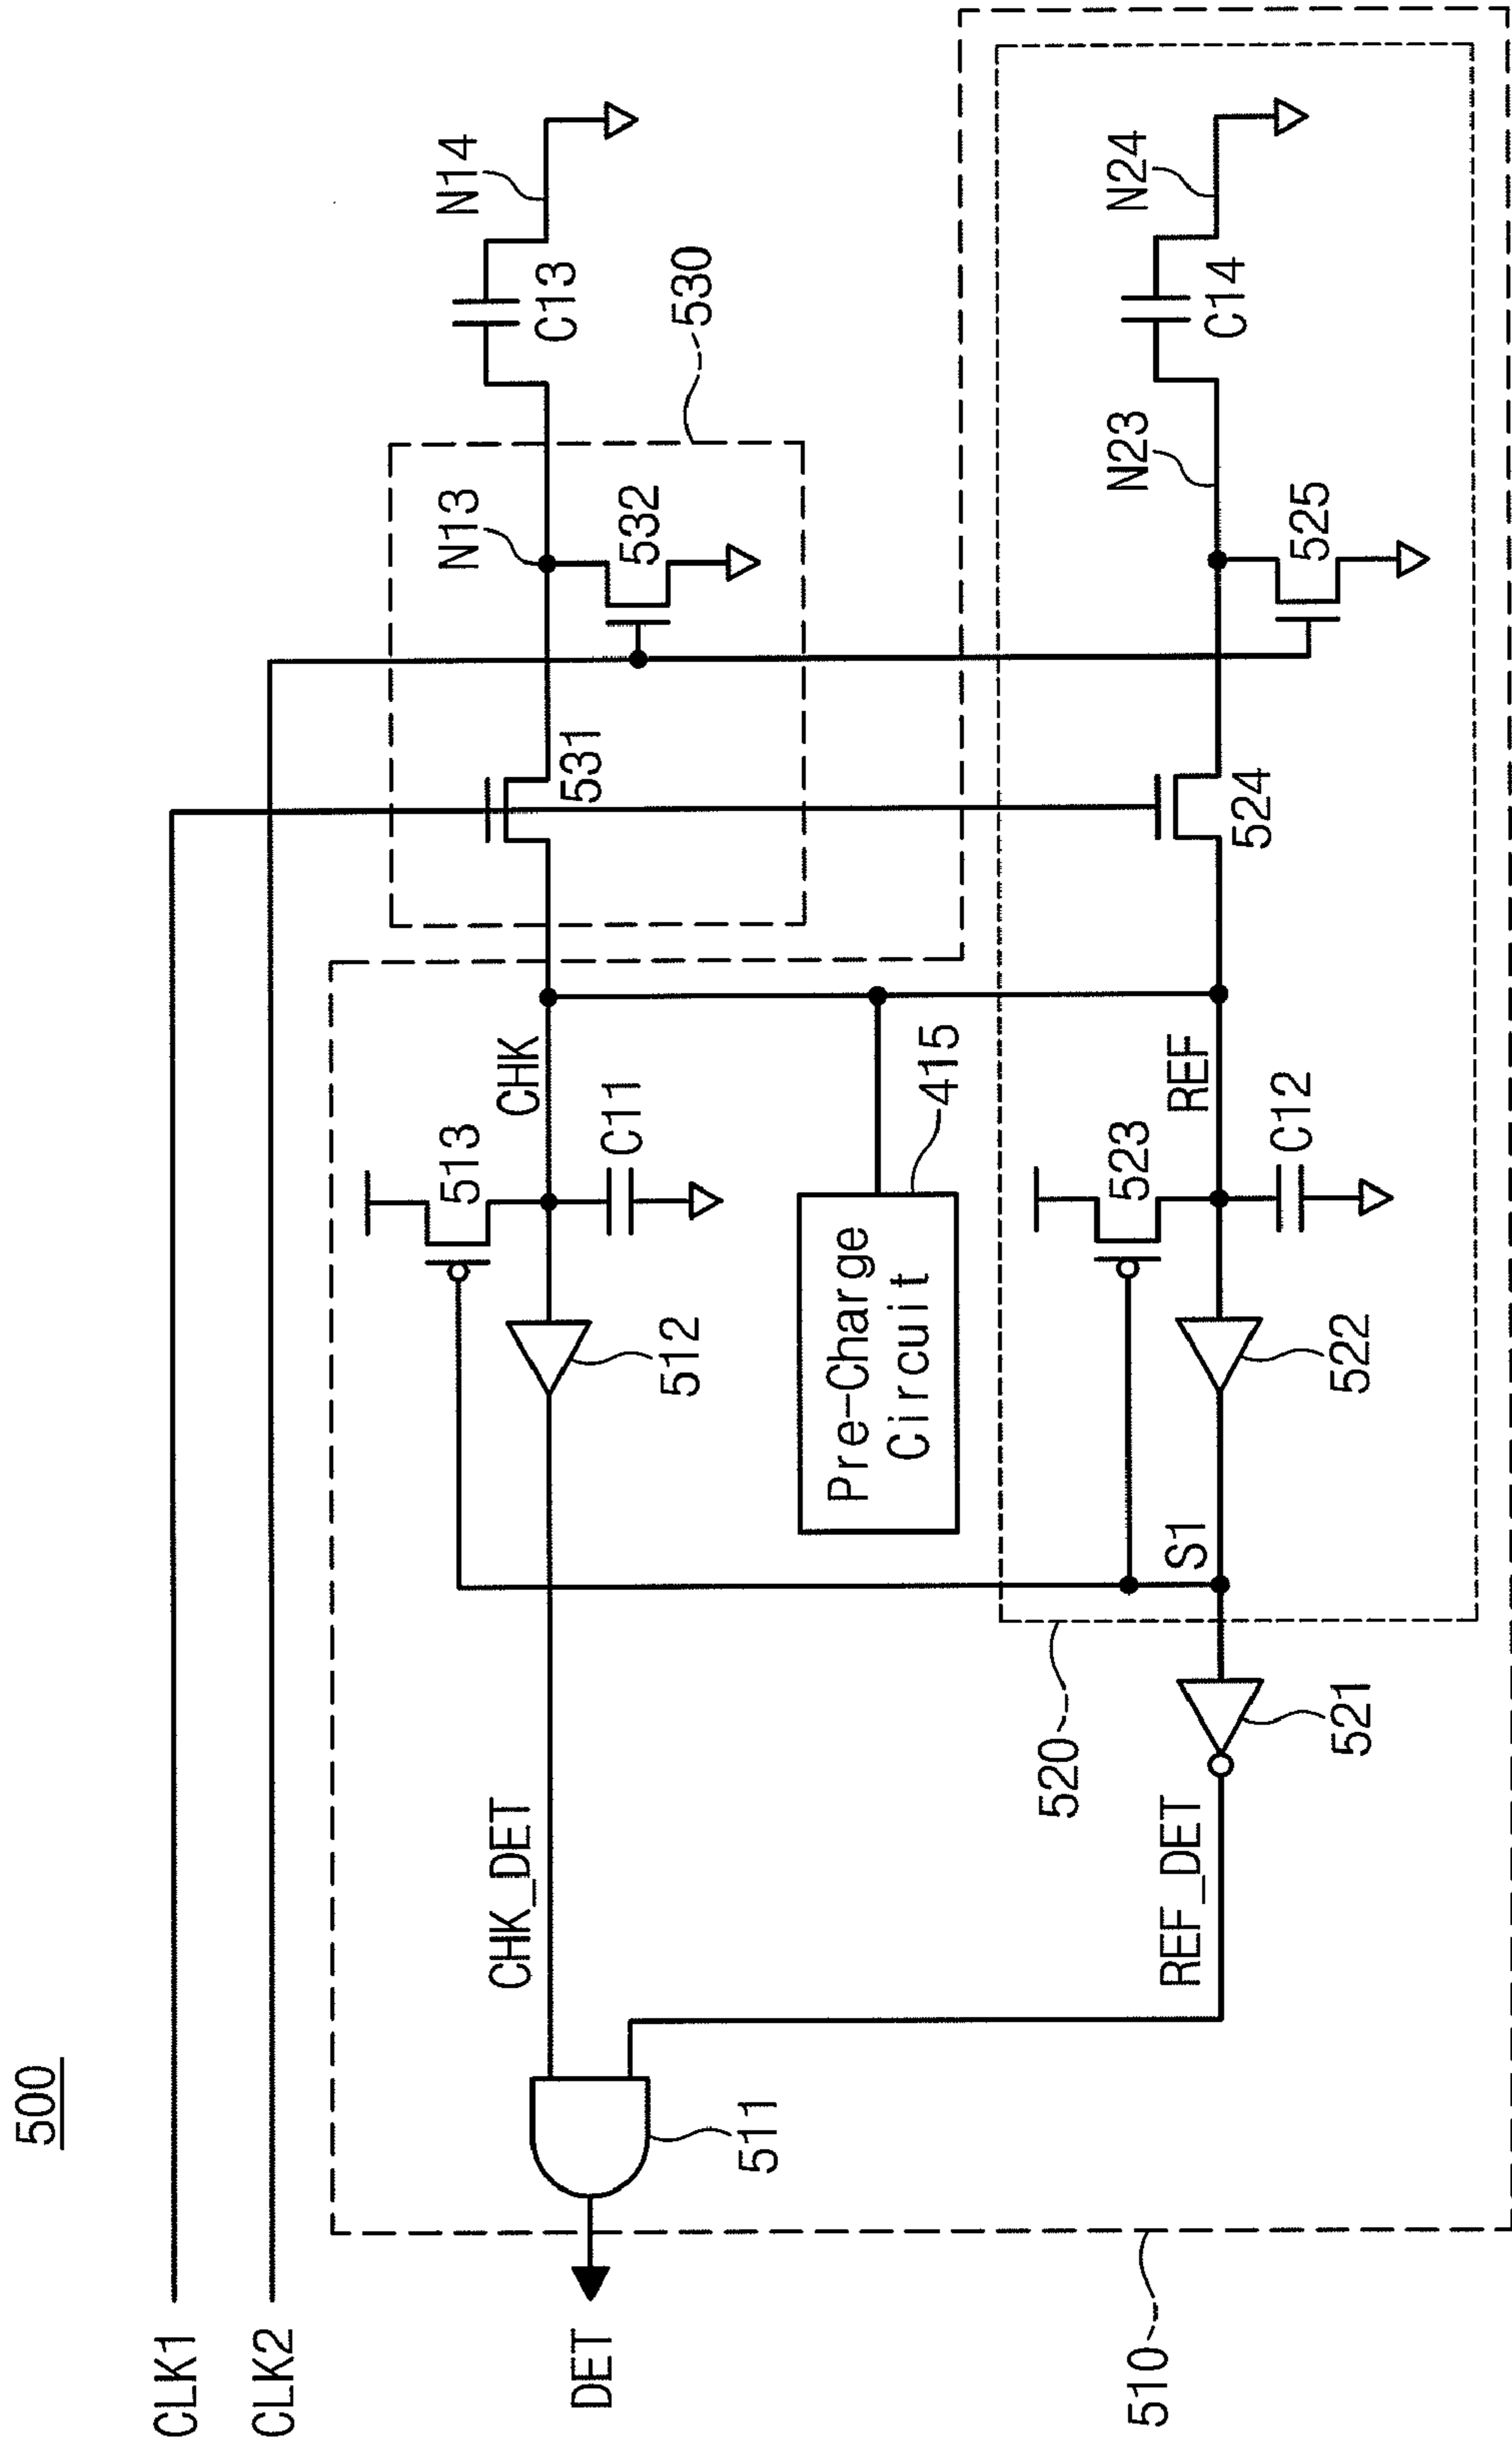 500
CLK1
CLK2
DET
511
510
CHK_DET
REF_DET
521
520
S1
512
522
Pre-Charge
Circuit
415
513
C11
CHK
523
C12
REF
531
524
N13
532
530
N23
525
C13
N14
C14
N24